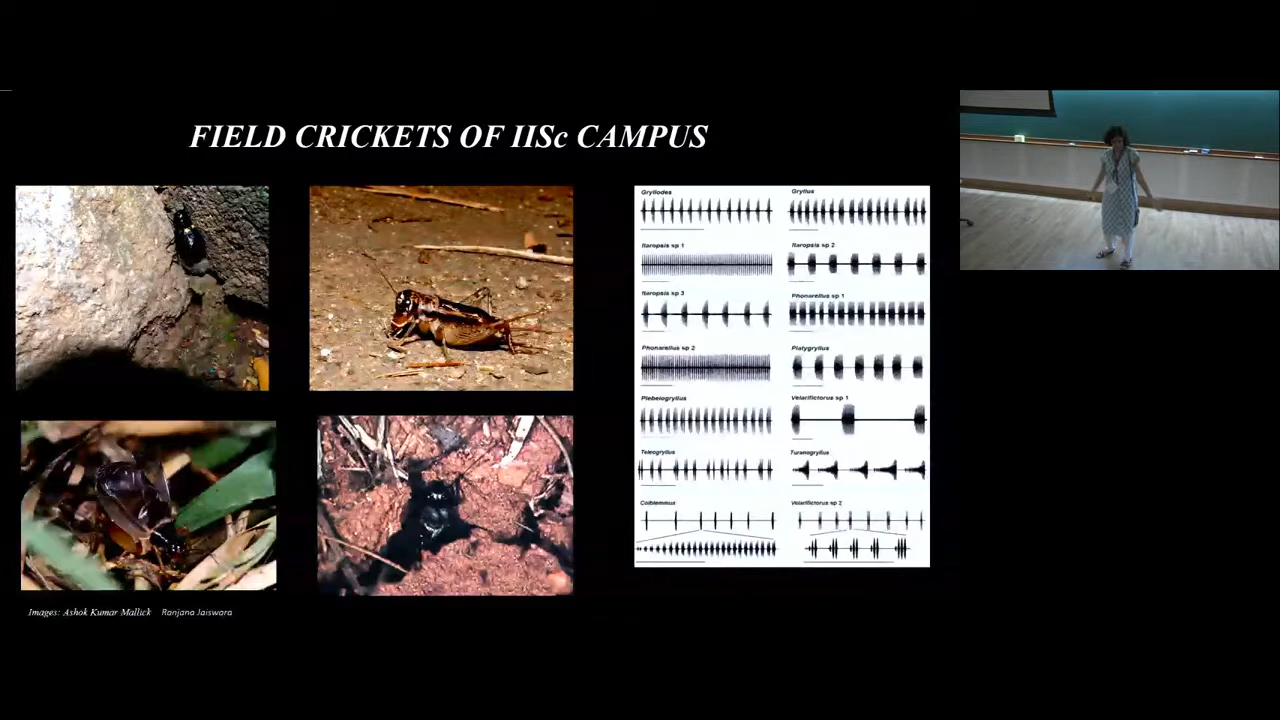 FIELD CRICKETS OF IISc CAMPUS
Gryllodes
Gryllus
Itaropsis sp 1
Itaropsis sp 2
Itaropsis sp 3
Phonarellus sp 1
Phonarellus sp 2
Platygryllus
Plebeiogryllus
Velarifictorus sp 1
Teleogryllus
Turanogryllus
Coiblemmus
Velarifictorus sp 2
Images: Ashok Kumar Mallick Ranjana Jaiswara